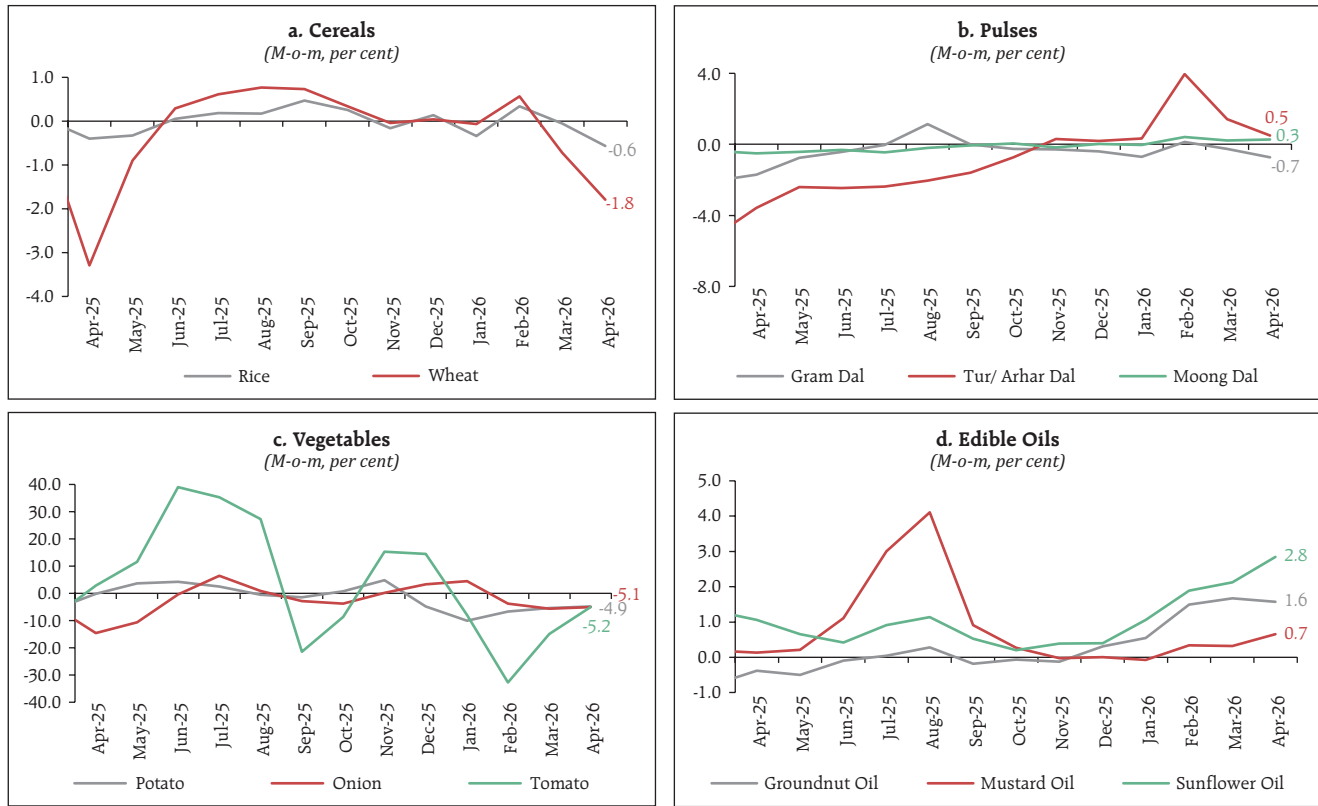 a. Cereals
(M-o-m, per cent)
1.0
0.0
-1.0
-2.0
-3.0
-4.0
-0.6
-1.8
Apr-25
May-25
Jun-25
Jul-25
Aug-25
Sep-25
Oct-25
Nov-25
Dec-25
Jan-26
Feb-26
Mar-26
Apr-26
Rice
Wheat
b. Pulses
(M-o-m, per cent)
4.0
0.0
-4.0
-8.0
0.5
0.3
-0.7
Apr-25
May-25
Jun-25
Jul-25
Aug-25
Sep-25
Oct-25
Nov-25
Dec-25
Jan-26
Feb-26
Mar-26
Apr-26
Gram Dal
Tur/ Arhar Dal
Moong Dal
c. Vegetables
(M-o-m, per cent)
40.0
30.0
20.0
10.0
0.0
-10.0
-20.0
-30.0
-40.0
-5.1
-4.9
-5.2
Apr-25
May-25
Jun-25
Jul-25
Aug-25
Sep-25
Oct-25
Nov-25
Dec-25
Jan-26
Feb-26
Mar-26
Apr-26
Potato
Onion
Tomato
d. Edible Oils
(M-o-m, per cent)
5.0
4.0
3.0
2.0
1.0
0.0
-1.0
2.8
1.6
0.7
Apr-25
May-25
Jun-25
Jul-25
Aug-25
Sep-25
Oct-25
Nov-25
Dec-25
Jan-26
Feb-26
Mar-26
Apr-26
Groundnut Oil
Mustard Oil
Sunflower Oil